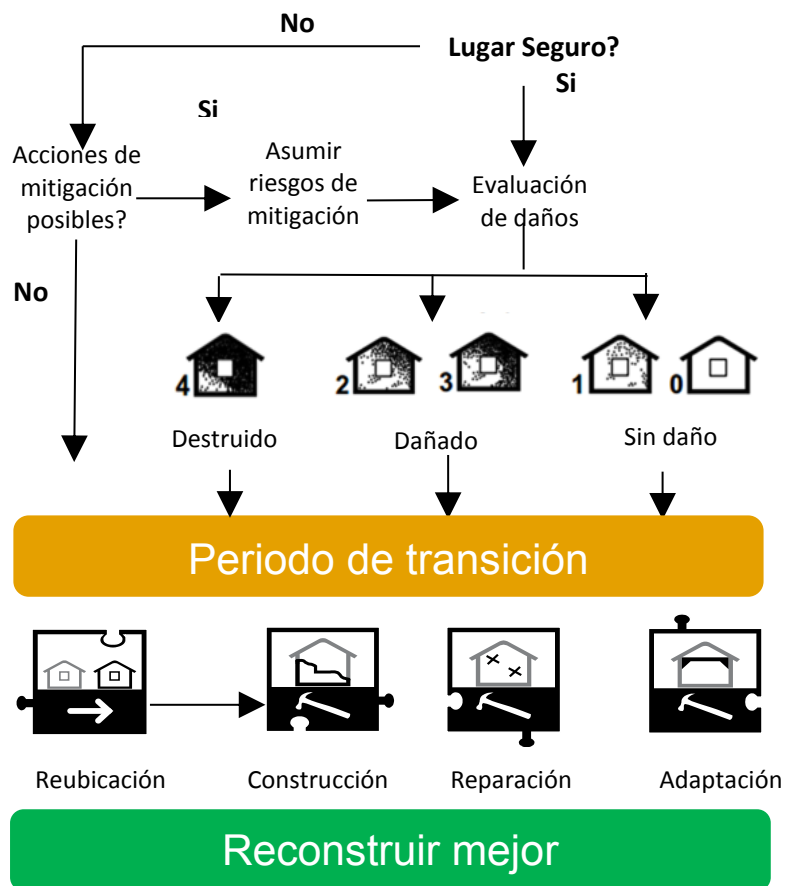 No
Lugar Seguro?
Si
Si
Acciones de
mitigación
posibles?
Asumir
riesgos de
mitigación
Evaluación
de daños
No
4
2
3
1
0
Destruido
Dañado
Sin daño
Periodo de transición
Reubicación
Construcción
Reparación
Adaptación
Reconstruir mejor